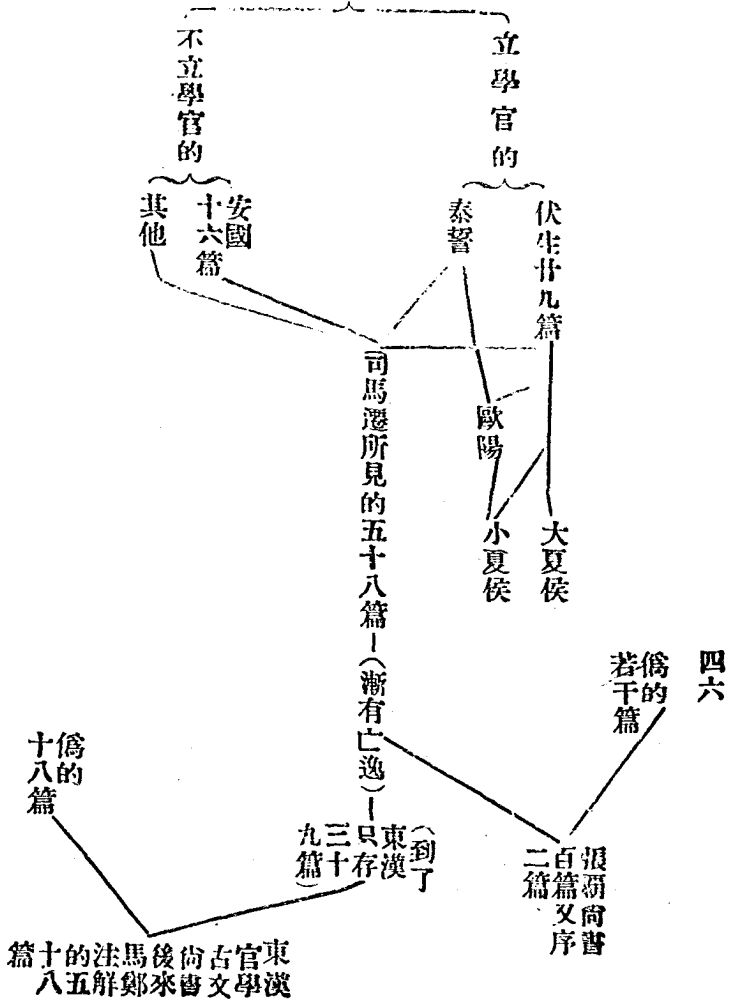 立學官的
不立學官的
伏生廿九篇
泰誓
安國
十六篇
其他
歐陽
大夏侯
小夏侯
司馬遷所見的五十八篇—(漸有亡逸)—
(到了
東漢
只存
三十
九篇)
四六
僞的
若干篇
張霸尙書
百篇又序
二篇
僞的
十八篇
東漢
官學
古文
尙書
後來
馬鄭
注解
的五
十八
篇